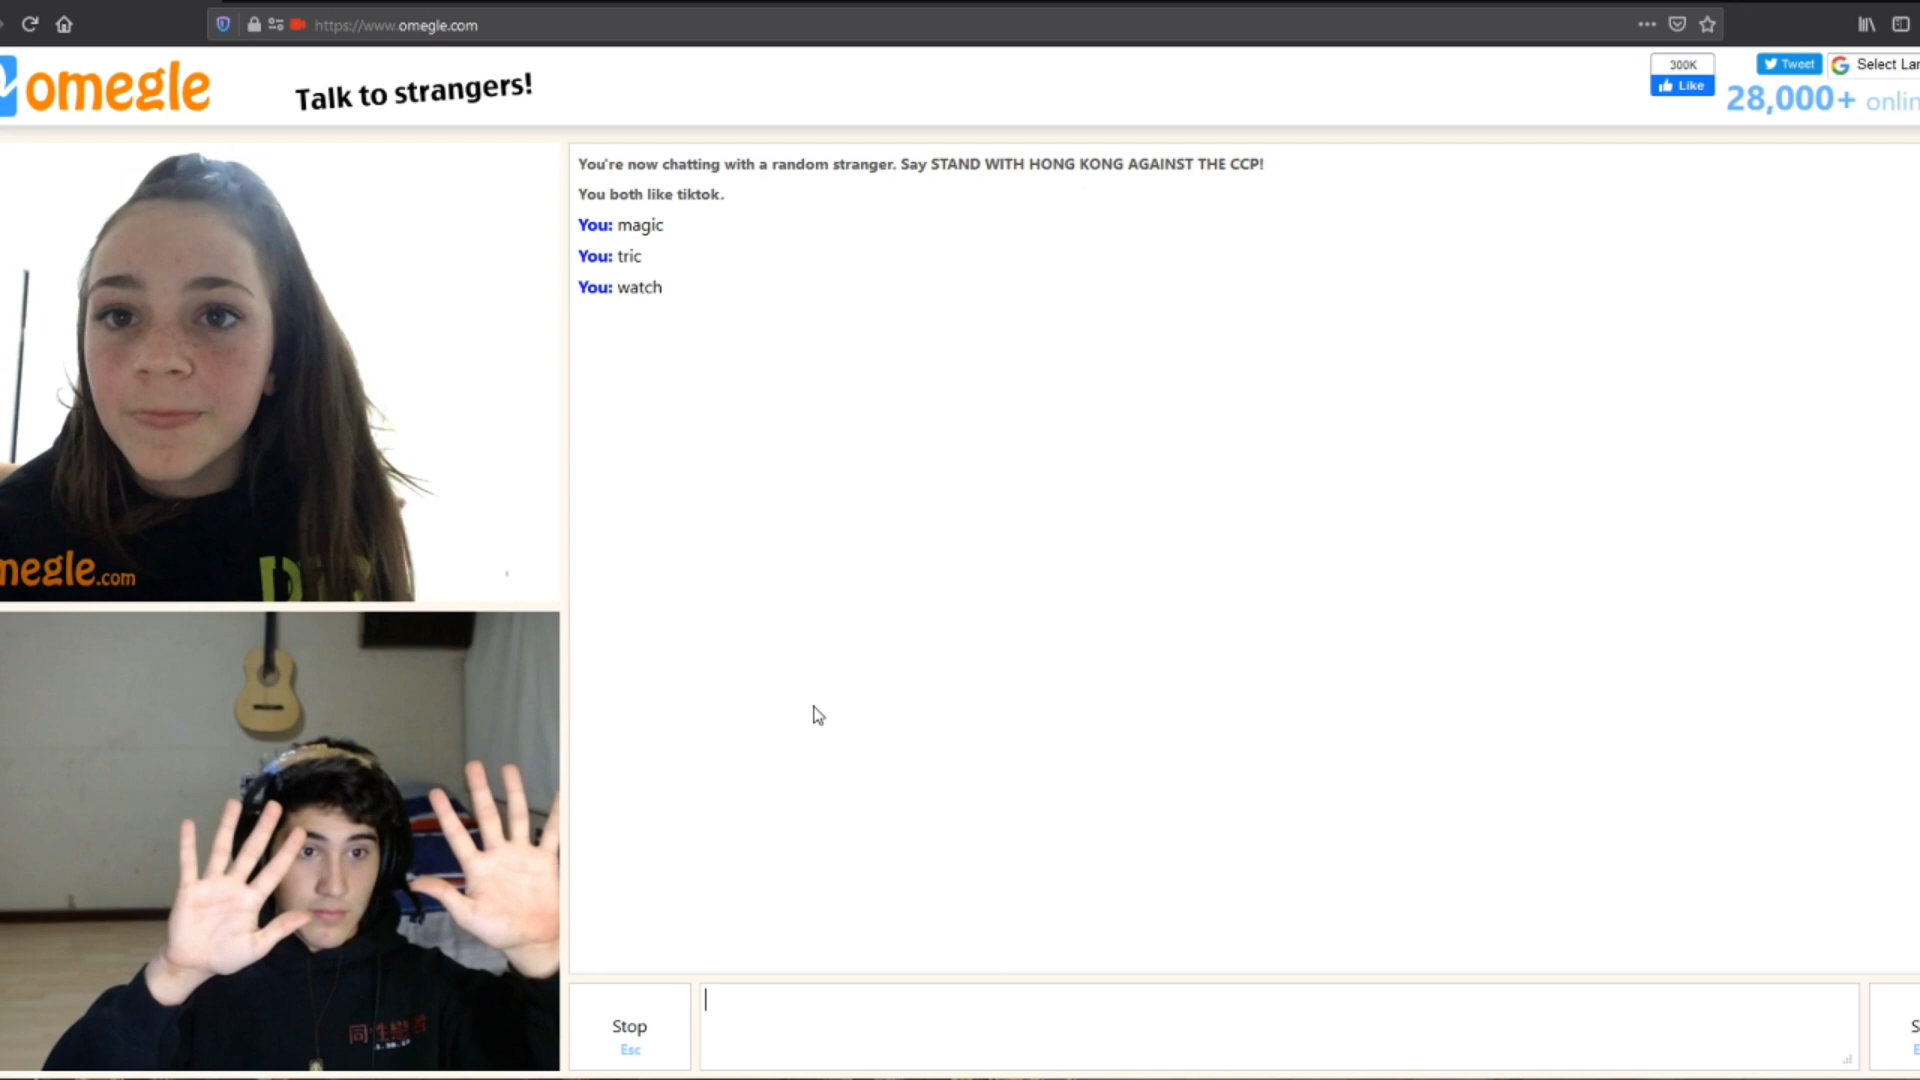 https://www.omegle.com
omegle
Talk to strangers!
300K
Like
Tweet
Select Lan
28,000+ onlin
You're now chatting with a random stranger. Say STAND WITH HONG KONG AGAINST THE CCP!
You both like tiktok.
You: magic
You: tric
You: watch
megle.com
Stop
Esc
S
E